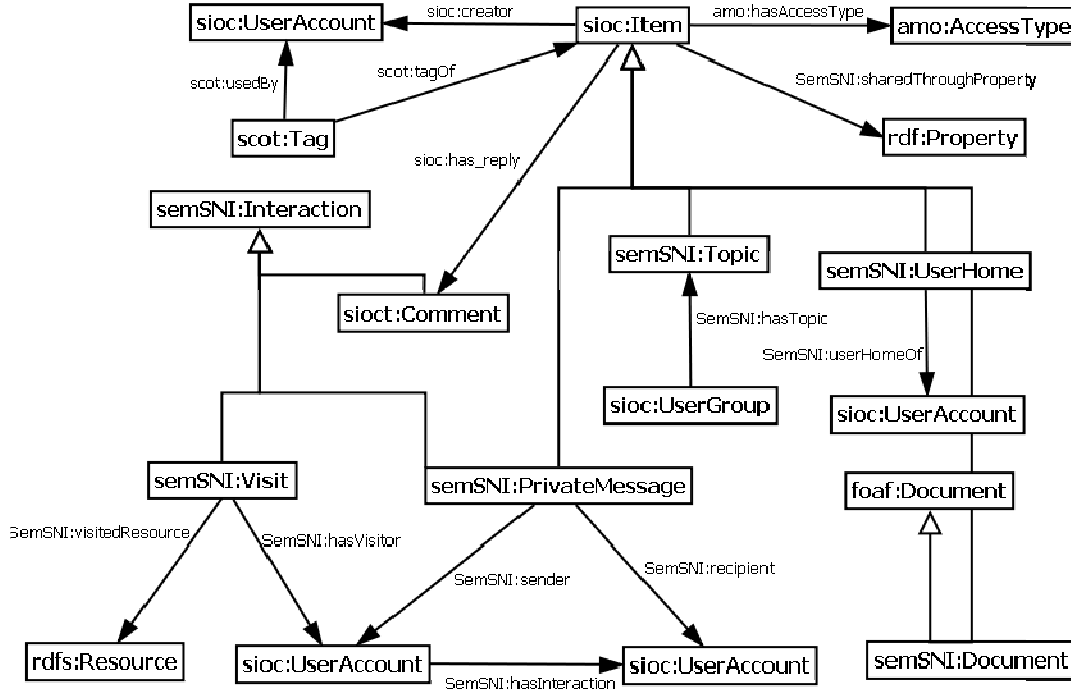 sioc:UserAccount
sioc:creator
sioc:Item
amo:hasAccessType
amo:AccessType
scot:usedBy
scot:tagOf
SemSNI:sharedThroughProperty
scot:Tag
rdf:Property
sioc:has_reply
semSNI:Interaction
semSNI:Topic
semSNI:UserHome
sioct:Comment
SemSNI:hasTopic
SemSNI:userHomeOf
sioc:UserGroup
sioc:UserAccount
semSNI:Visit
semSNI:PrivateMessage
foaf:Document
SemSNI:visitedResource
SemSNI:hasVisitor
SemSNI:sender
SemSNI:recipient
rdfs:Resource
sioc:UserAccount
SemSNI:hasInteraction
sioc:UserAccount
semSNI:Document